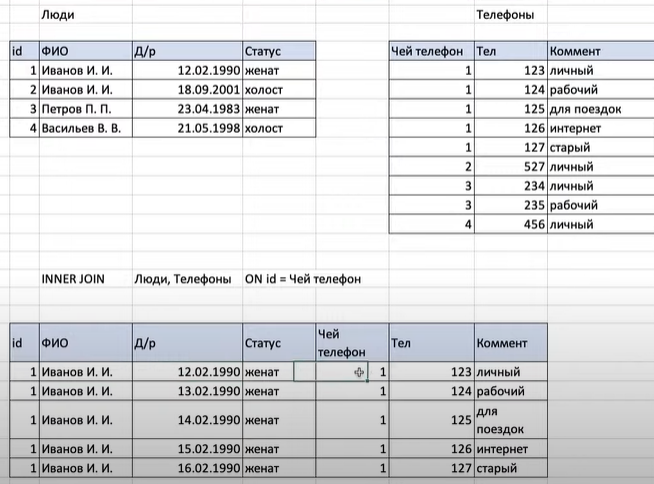 Люди Телефоны
id ФИО Д/р Статус Чей телефон Тел Коммент
1 Иванов И. И. 12.02.1990 женат 1 123 личный
2 Иванов И. И. 18.09.2001 холост 1 124 рабочий
3 Петров П. П. 23.04.1983 женат 1 125 для поездок
4 Васильев В. В. 21.05.1998 холост 1 126 интернет
1 127 старый
2 527 личный
3 234 личный
3 235 рабочий
4 456 личный
INNER JOIN Люди, Телефоны ON id = Чей телефон
id ФИО Д/р Статус Чей телефон Тел Коммент
1 Иванов И. И. 12.02.1990 женат 1 123 личный
1 Иванов И. И. 13.02.1990 женат 1 124 рабочий
1 Иванов И. И. 14.02.1990 женат 1 125 для поездок
1 Иванов И. И. 15.02.1990 женат 1 126 интернет
1 Иванов И. И. 16.02.1990 женат 1 127 старый